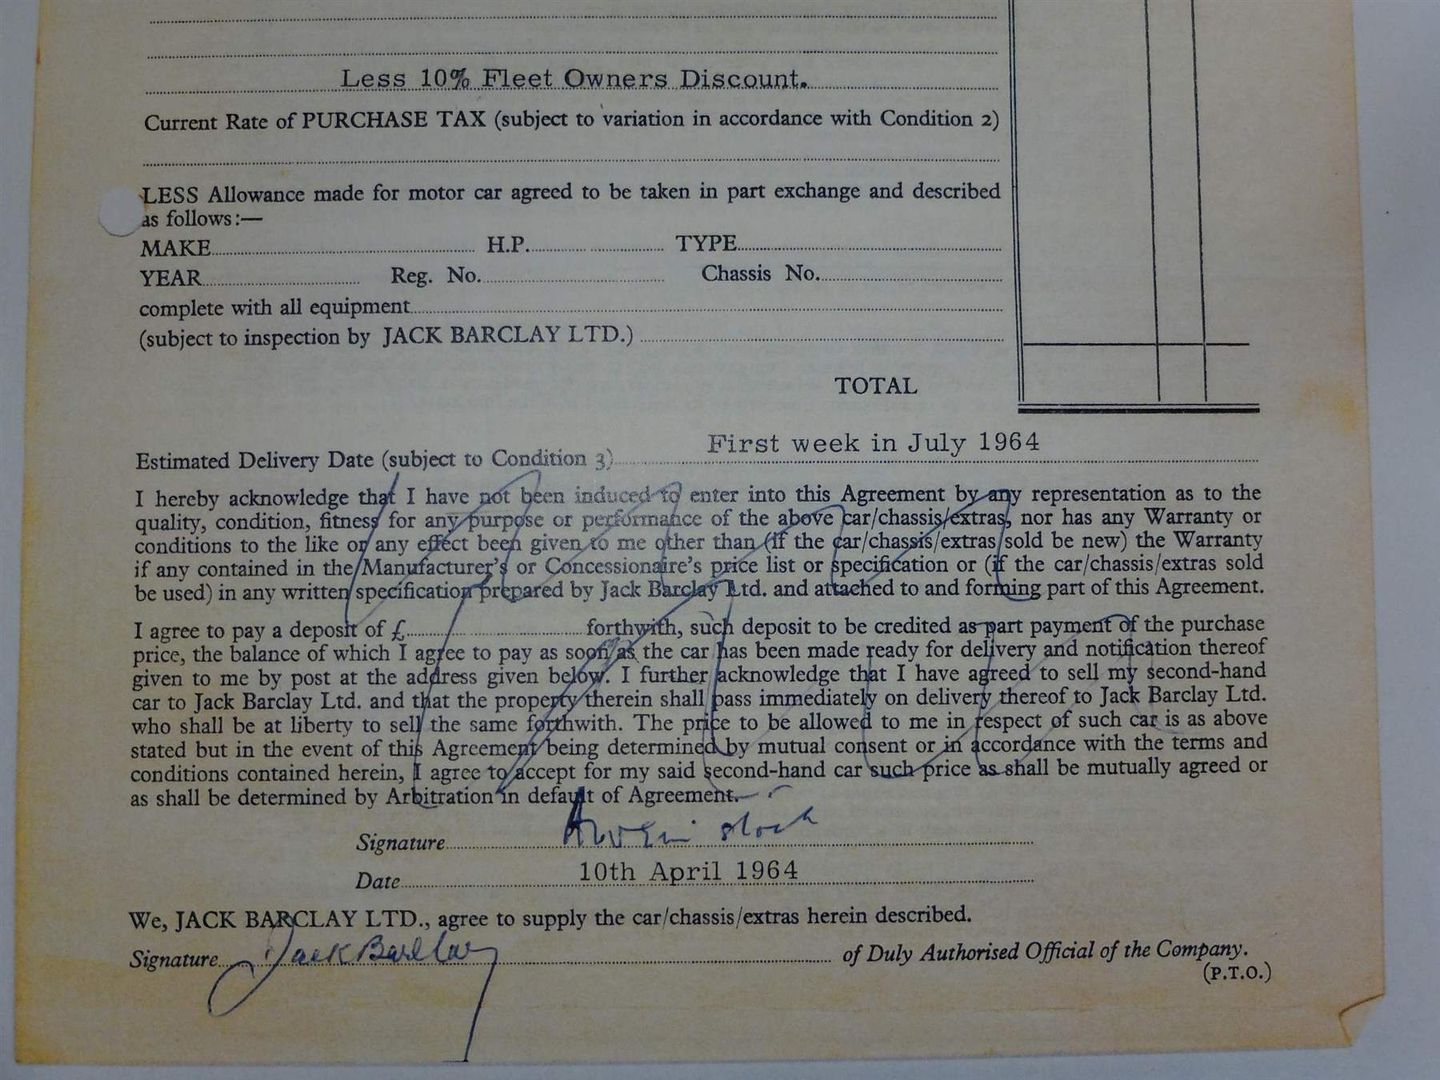 Less 10% Fleet Owners Discount.
Current Rate of PURCHASE TAX (subject to variation in accordance with Condition 2)
LESS Allowance made for motor car agreed to be taken in part exchange and described
as follows:—
MAKE H.P. TYPE
YEAR Reg. No. Chassis No.
complete with all equipment
(subject to inspection by JACK BARCLAY LTD.)
TOTAL
Estimated Delivery Date (subject to Condition 3) First week in July 1964
I hereby acknowledge that I have not been induced to enter into this Agreement by any representation as to the
quality, condition, fitness for any purpose or performance of the above car/chassis/extras, nor has any Warranty or
conditions to the like or any effect been given to me other than (if the car/chassis/extras sold be new) the Warranty
if any contained in the Manufacturer's or Concessionaire's price list or specification or (if the car/chassis/extras sold
be used) in any written specification prepared by Jack Barclay Ltd. and attached to and forming part of this Agreement.
I agree to pay a deposit of £ forthwith, such deposit to be credited as part payment of the purchase
price, the balance of which I agree to pay as soon as the car has been made ready for delivery and notification thereof
given to me by post at the address given below. I further acknowledge that I have agreed to sell my second-hand
car to Jack Barclay Ltd. and that the property therein shall pass immediately on delivery thereof to Jack Barclay Ltd.
who shall be at liberty to sell the same forthwith. The price to be allowed to me in respect of such car is as above
stated but in the event of this Agreement being determined by mutual consent or in accordance with the terms and
conditions contained herein, I agree to accept for my said second-hand car such price as shall be mutually agreed or
as shall be determined by Arbitration in default of Agreement.
Signature
Date 10th April 1964
We, JACK BARCLAY LTD., agree to supply the car/chassis/extras herein described.
Signature Jack Barclay of Duly Authorised Official of the Company.
(P.T.O.)